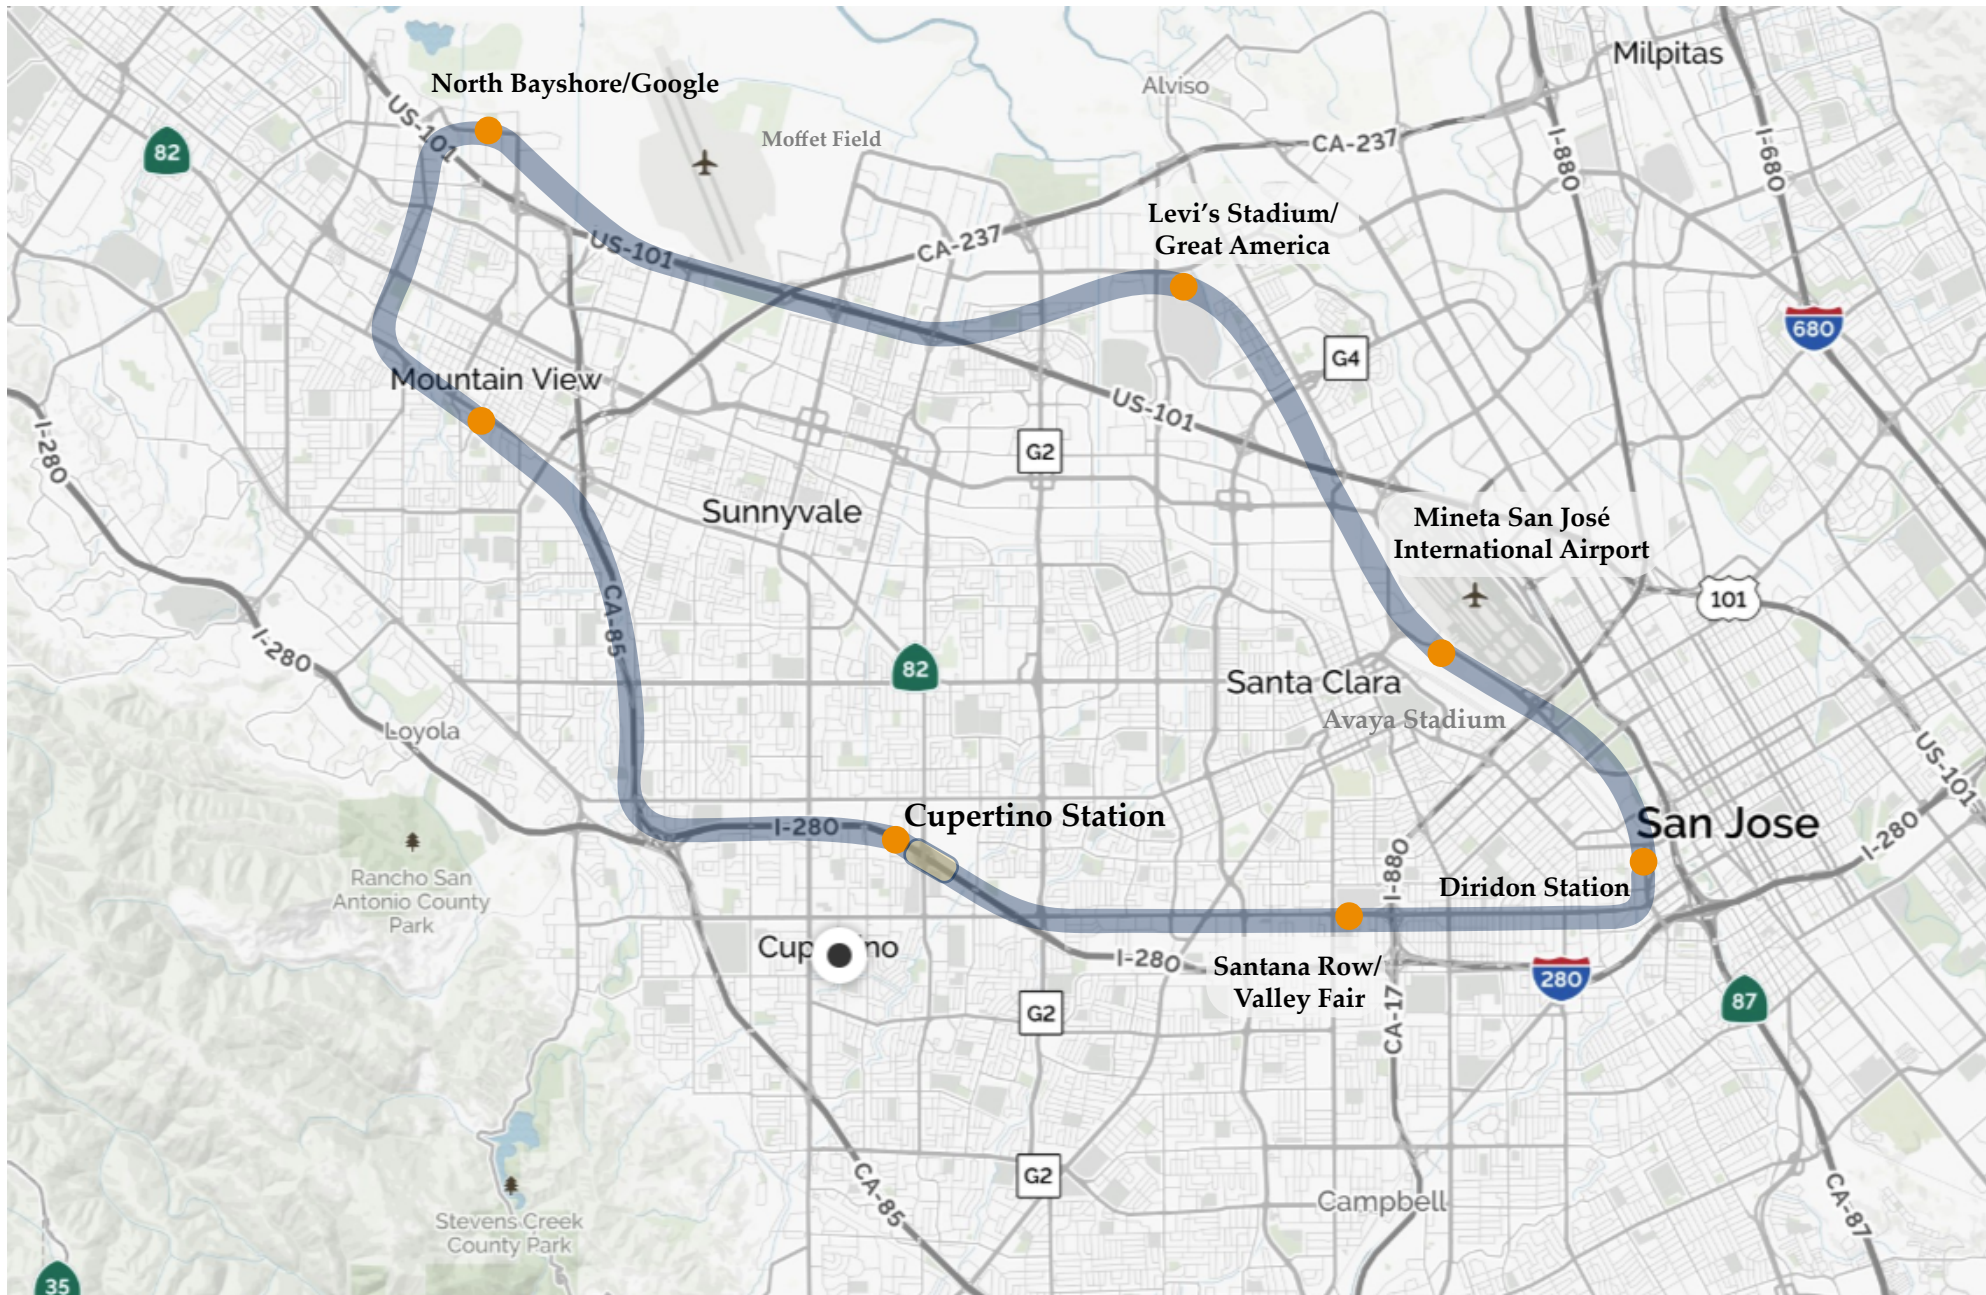 Milpitas
North Bayshore/Google
Alviso
US-101
Moffet Field
CA-237
I-880
I-680
82
Levi's Stadium/
Great America
US-101
CA-237
680
G4
Mountain View
US-101
I-280
G2
Sunnyvale
Mineta San José
International Airport
101
CA-85
I-280
82
Santa Clara
Avaya Stadium
Loyola
US-101
Cupertino Station
San Jose
I-280
I-280
I-880
Rancho San
Antonio County
Park
Diridon Station
I-280
Santana Row/
Valley Fair
280
87
G2
CA-17
G2
CA-85
Campbell
CA-87
Stevens Creek
County Park
35